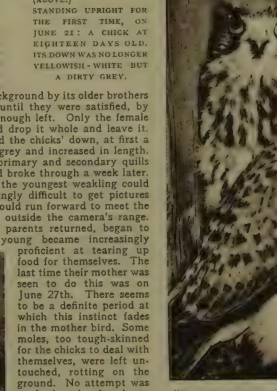 (ABOVE.)
STANDING UPRIGHT FOR
THE FIRST TIME, ON
JUNE 21: A CHICK AT
EIGHTEEN DAYS OLD.
ITS DOWN WAS NO LONGER
YELLOWISH-WHITE BUT
A DIRTY GREY.
ckground by its older brothers
until they were satisfied, by
nough left. Only the female
d drop it whole and leave it.
d the chicks' down, at first a
grey and increased in length.
primary and secondary quills
d broke through a week later.
the youngest weakling could
ngly difficult to get pictures
ould run forward to meet the
outside the camera's range.
parents returned, began to
young became increasingly
proficient at tearing up
food for themselves. The
last time their mother was
seen to do this was on
June 27th. There seems
to be a definite period at
which this instinct fades
in the mother bird. Some
moles, too tough-skinned
for the chicks to deal with
themselves, were left un-
touched, rotting on the
ground. No attempt was